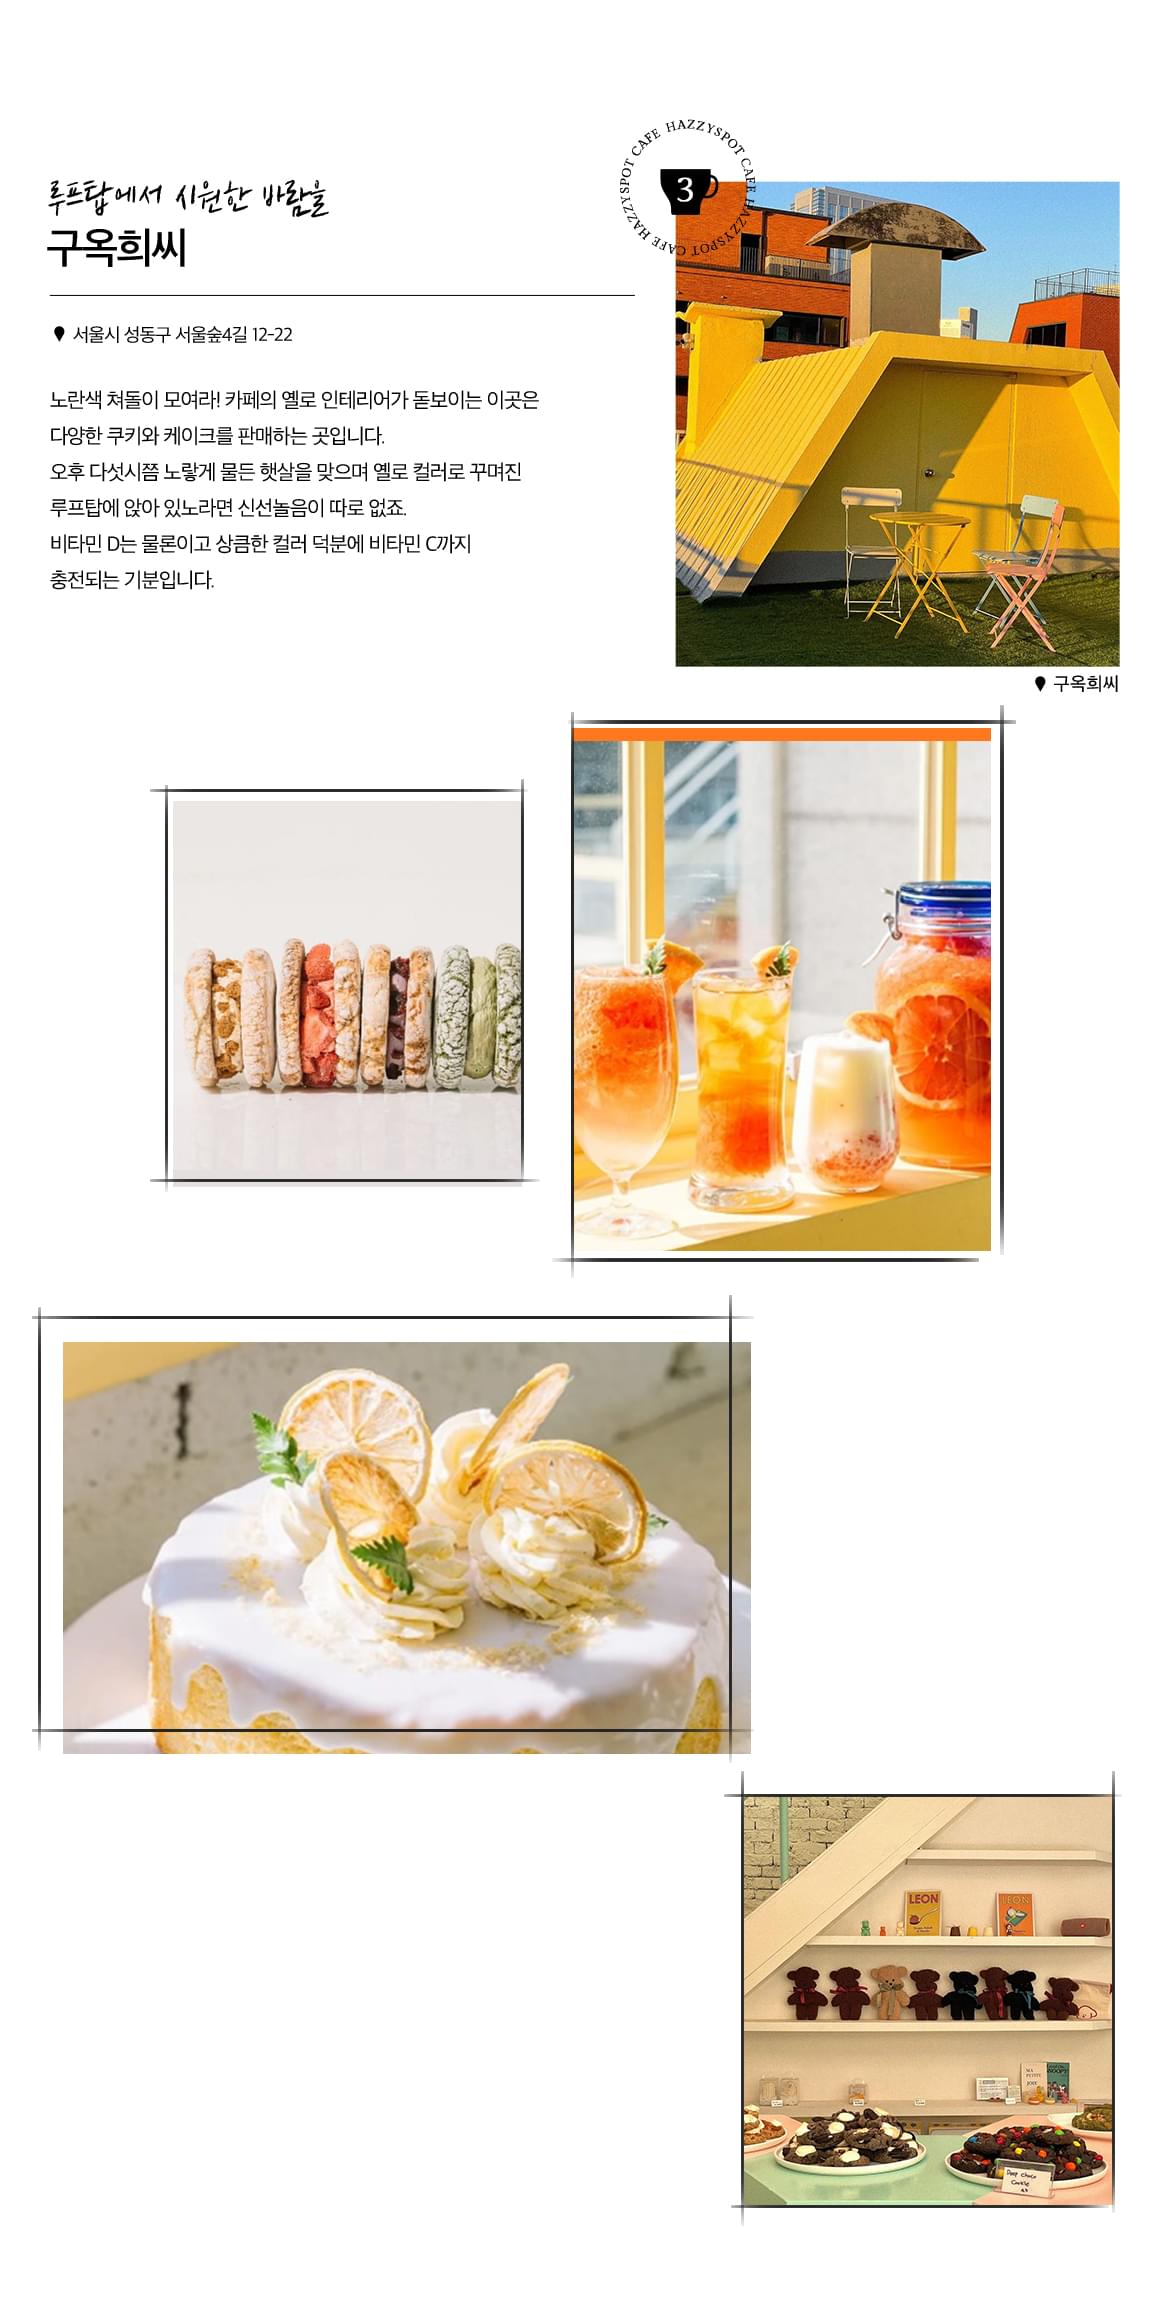 HAZZYSPOT CAFE HAZZYSPOT CAFE HAZZYSPOT CAFE
3
루프탑에서 시원한 바람을
구옥희씨
서울시 성동구 서울숲4길 12-22
노란색 쳐돌이 모여라! 카페의 옐로 인테리어가 돋보이는 이곳은
다양한 쿠키와 케이크를 판매하는 곳입니다.
오후 다섯시쯤 노랗게 물든 햇살을 맞으며 옐로 컬러로 꾸며진
루프탑에 앉아 있노라면 신선놀음이 따로 없죠.
비타민 D는 물론이고 상큼한 컬러 덕분에 비타민 C까지
충전되는 기분입니다.
구옥희씨
LEON
LEON
MA
PETITE
JOIE
Deep choco
Cookie